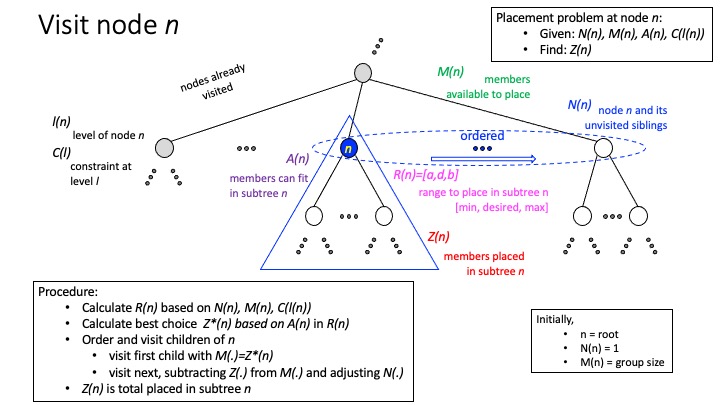 Visit node n
Placement problem at node n:
• Given: N(n), M(n), A(n), C(l(n))
• Find: Z(n)
nodes already
visited
M(n)
members
available to place
N(n) node n and its
unvisited siblings
l(n)
level of node n
C(l)
constraint at
level l
n
ordered
A(n)
members can fit
in subtree n
R(n)=[a,d,b]
range to place in subtree n
[min, desired, max]
Z(n)
members placed
in subtree n
Procedure:
• Calculate R(n) based on N(n), M(n), C(l(n))
• Calculate best choice Z*(n) based on A(n) in R(n)
• Order and visit children of n
• visit first child with M(.)=Z*(n)
• visit next, subtracting Z(.) from M(.) and adjusting N(.)
• Z(n) is total placed in subtree n
Initially,
• n = root
• N(n) = 1
• M(n) = group size